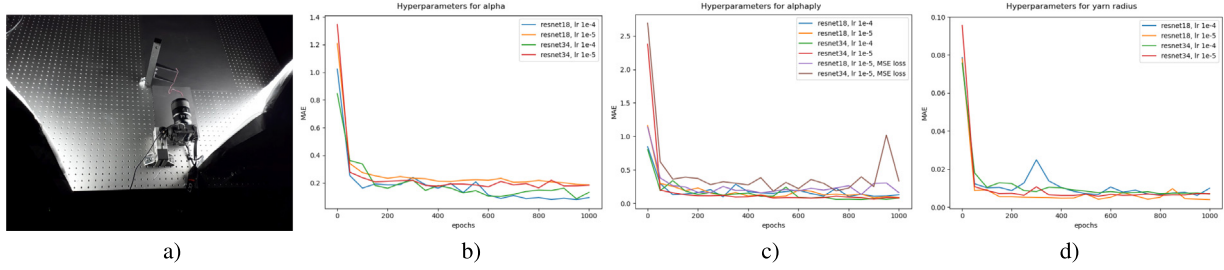 Hyperparameters for alpha
1.4
1.2
1.0
0.8
0.6
0.4
0.2
MAE
0
200
400
600
800
1000
epochs
resnet18, lr 1e-4
resnet18, lr 1e-5
resnet34, lr 1e-4
resnet34, lr 1e-5
Hyperparameters for alphaply
2.5
2.0
1.5
1.0
0.5
0.0
MAE
0
200
400
600
800
1000
epochs
resnet18, lr 1e-4
resnet18, lr 1e-5
resnet34, lr 1e-4
resnet34, lr 1e-5
resnet18, lr 1e-5, MSE loss
resnet34, lr 1e-5, MSE loss
Hyperparameters for yarn radius
0.10
0.08
0.06
0.04
0.02
0.00
MAE
0
200
400
600
800
1000
epochs
resnet18, lr 1e-4
resnet18, lr 1e-5
resnet34, lr 1e-4
resnet34, lr 1e-5
a)
b)
c)
d)